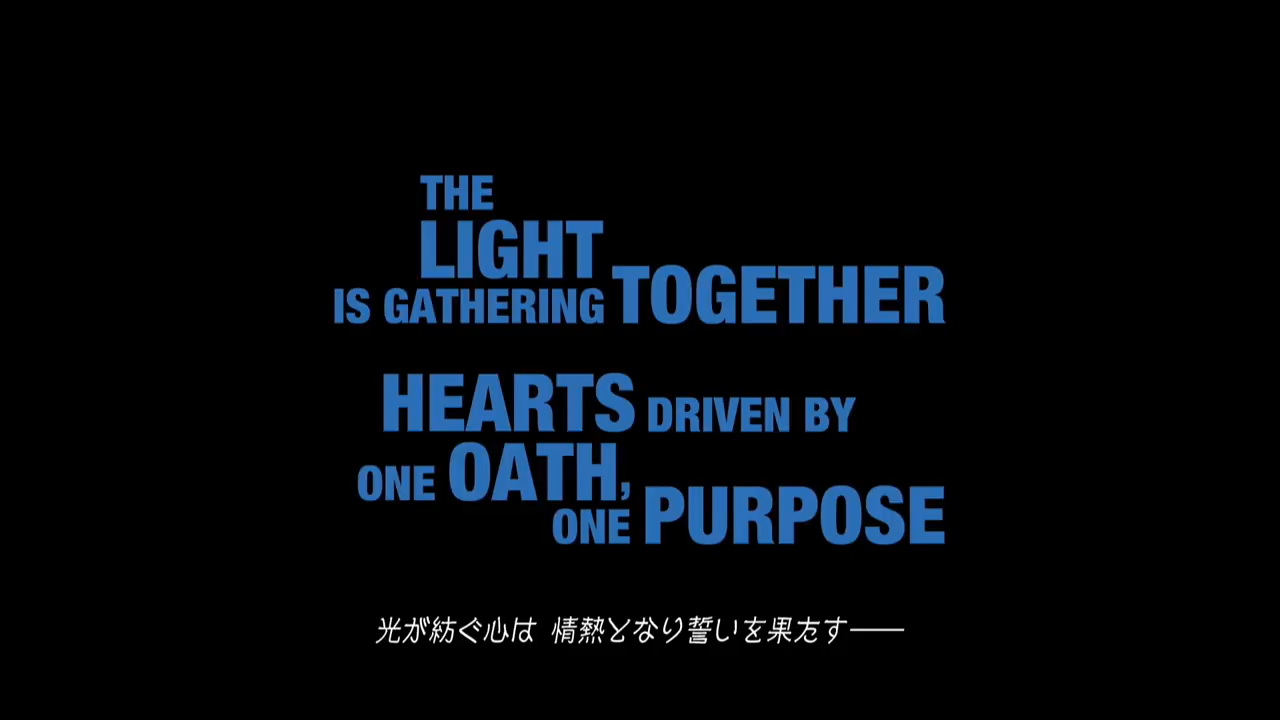 THE
LIGHT
IS GATHERING TOGETHER
HEARTS DRIVEN BY
ONE OATH,
ONE PURPOSE
光が紡ぐ心は 情熱となり誓いを果たす――